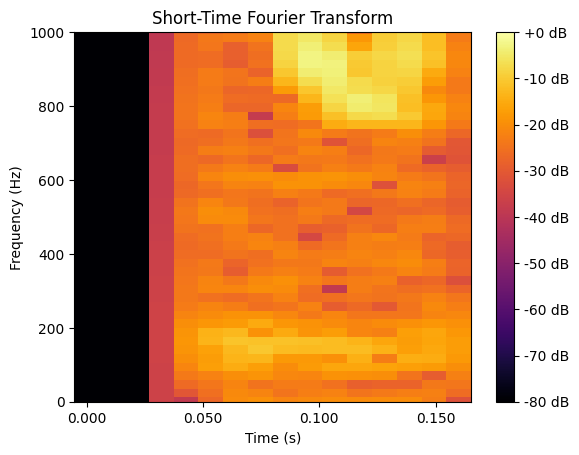 Short-Time Fourier Transform
1000
800
600
400
200
0
Frequency (Hz)
0.000
0.050
0.100
0.150
Time (s)
+0 dB
-10 dB
-20 dB
-30 dB
-40 dB
-50 dB
-60 dB
-70 dB
-80 dB